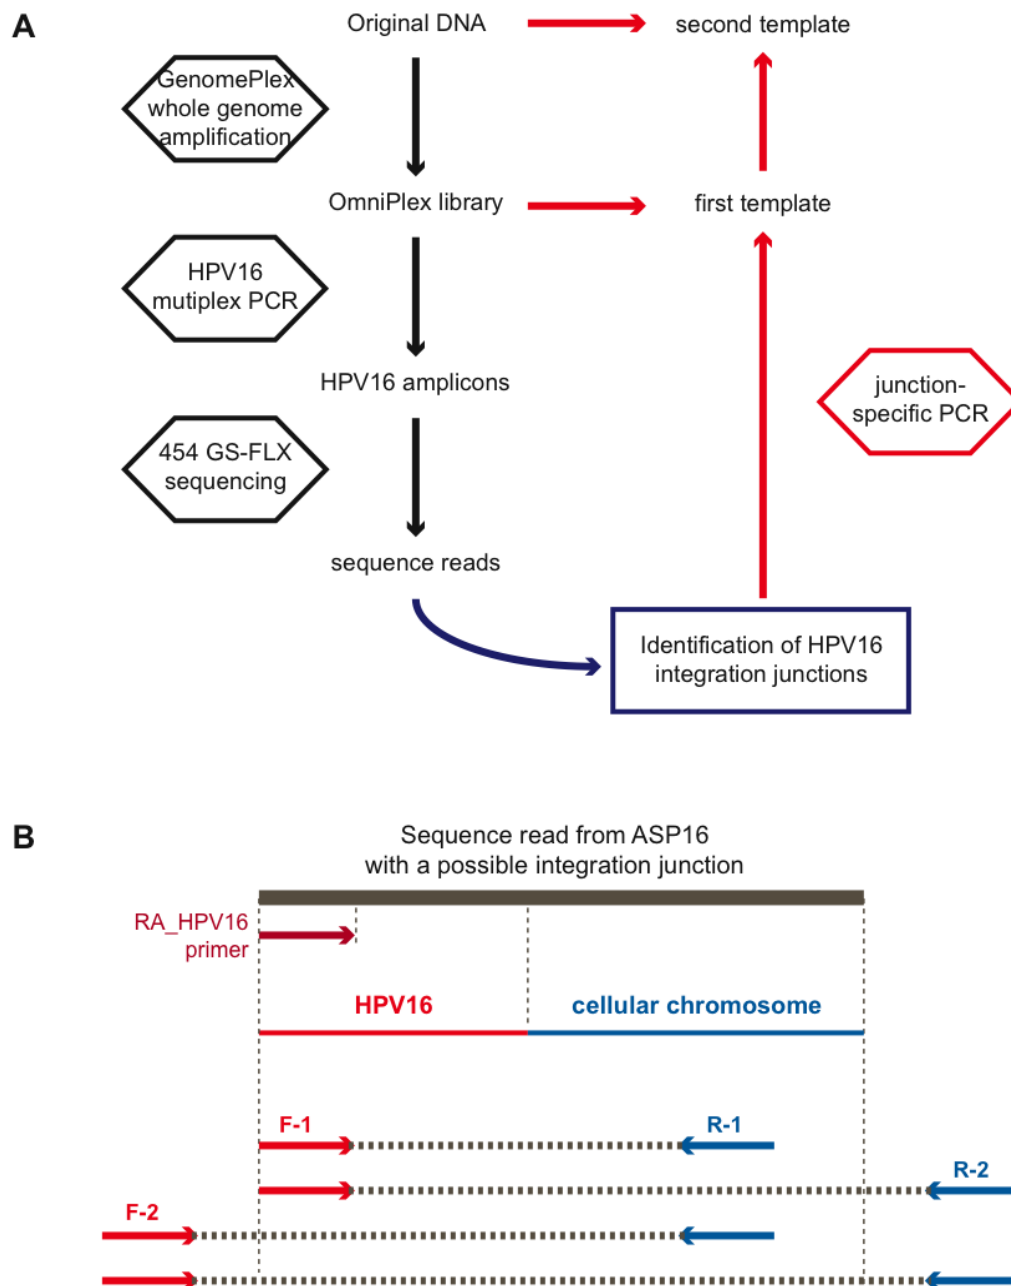 A
Original DNA
second template
GenomePlex
whole genome
amplification
OmniPlex library
first template
HPV16
mutiplex PCR
HPV16 amplicons
junction-
specific PCR
454 GS-FLX
sequencing
sequence reads
Identification of HPV16
integration junctions
B
Sequence read from ASP16
with a possible integration junction
RA_HPV16
primer
HPV16
cellular chromosome
F-1
R-1
R-2
F-2